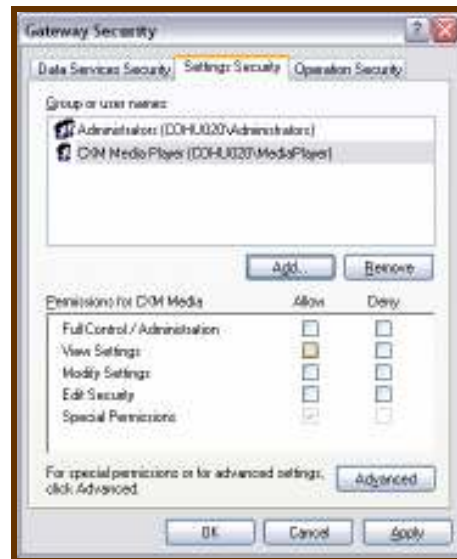 Gateway Security
Data Services Security Settings Security Operation Security
Group or user names:
Administrators (COHU020\Administrators)
CXM Media Player (COHU020\MediaPlayer)
Add... Remove
Permissions for CXM Media Allow Deny
Full Control / Administration
View Settings
Modify Settings
Edit Security
Special Permissions
For special permissions or for advanced settings,
click Advanced. Advanced
OK Cancel Apply